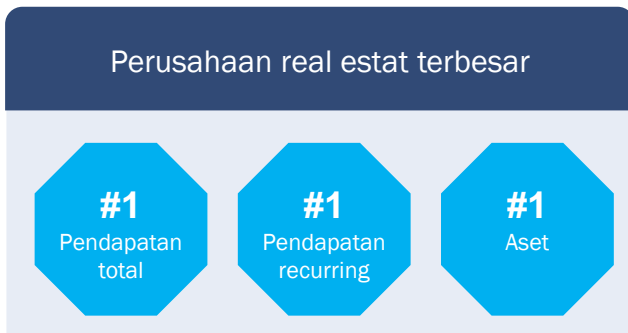 Perusahaan real estat terbesar
#1
Pendapatan
total
#1
Pendapatan
recurring
#1
Aset